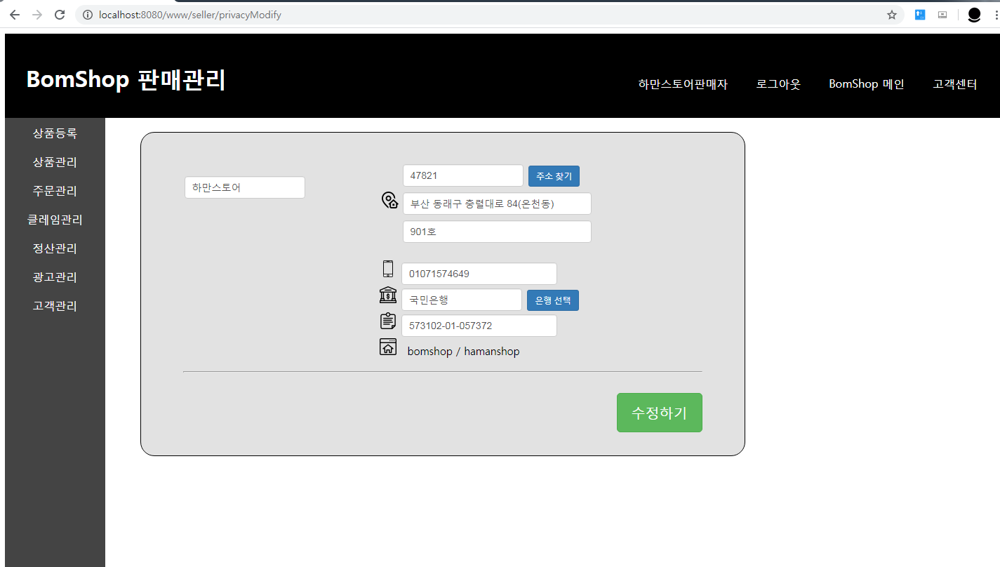 localhost:8080/www/seller/privacyModify
BomShop 판매관리
하만스토어판매자 로그아웃 BomShop 메인 고객센터
상품등록
상품관리
주문관리
클레임관리
정산관리
광고관리
고객관리
하만스토어
47821 주소 찾기
부산 동래구 충렬대로 84(온천동)
901호
01071574649
국민은행 은행 선택
573102-01-057372
bomshop / hamanshop
수정하기